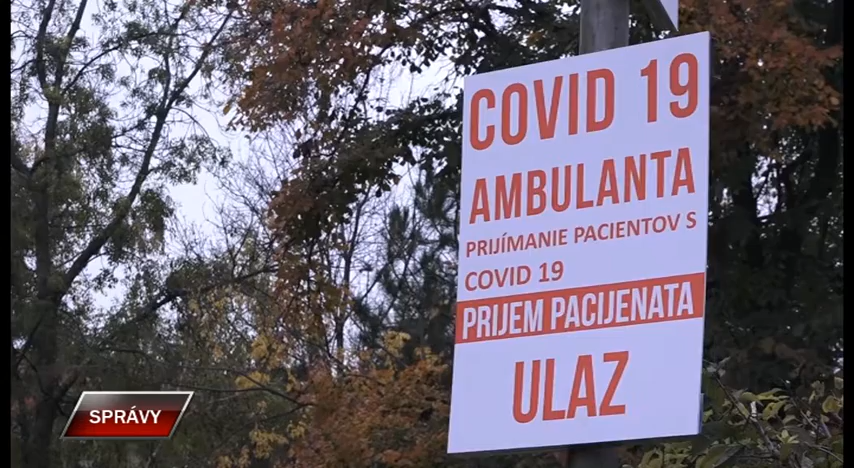 COVID 19
AMBULANTA
PRIJÍMANIE PACIENTOV S
COVID 19
PRIJEM PACIJENATA
ULAZ
SPRÁVY